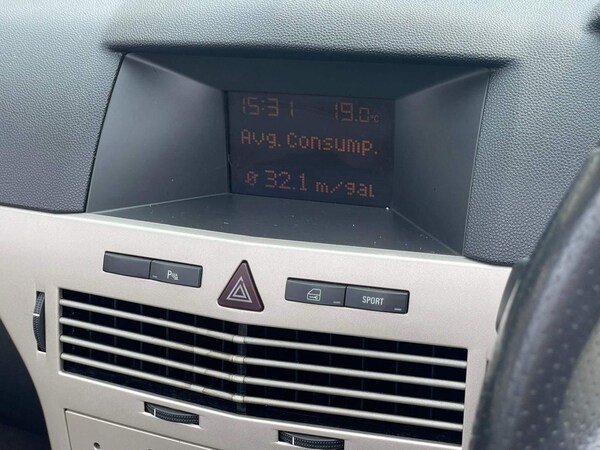 15:31 19.0°C
Avg. Consump.
Ø 32.1 m/gal
P
SPORT